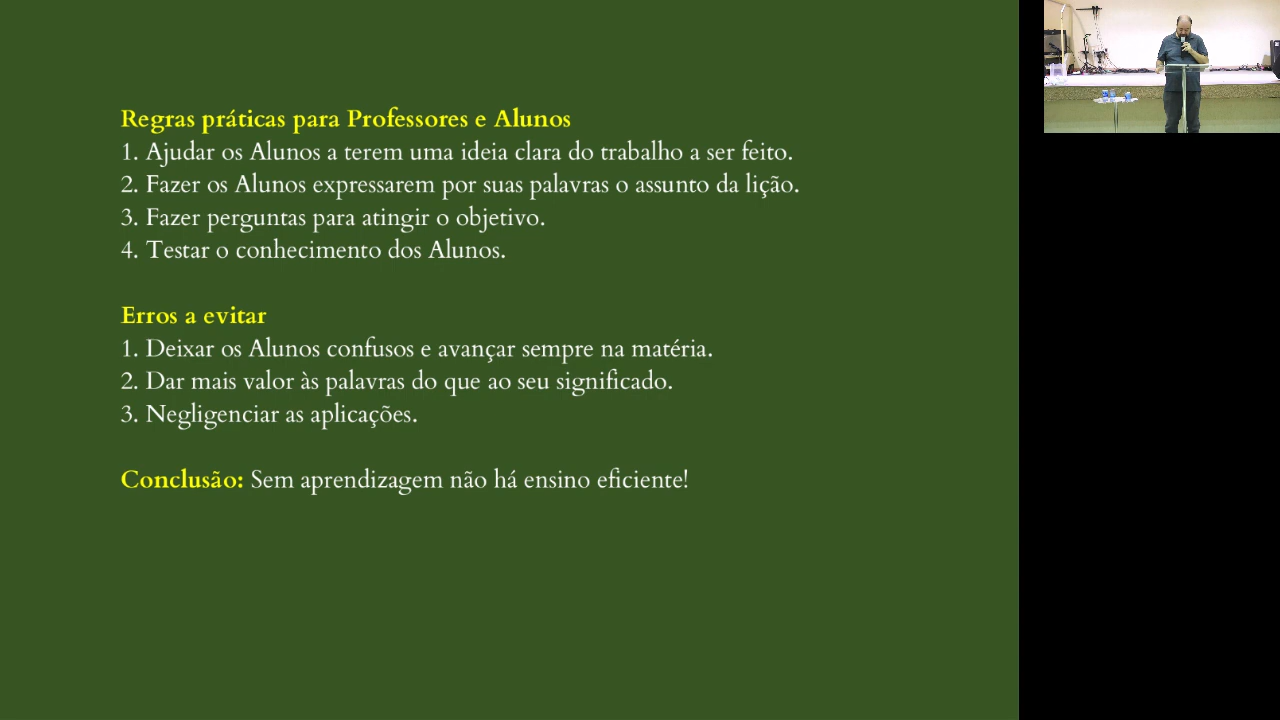 Regras práticas para Professores e Alunos
1. Ajudar os Alunos a terem uma ideia clara do trabalho a ser feito.
2. Fazer os Alunos expressarem por suas palavras o assunto da lição.
3. Fazer perguntas para atingir o objetivo.
4. Testar o conhecimento dos Alunos.
Erros a evitar
1. Deixar os Alunos confusos e avançar sempre na matéria.
2. Dar mais valor às palavras do que ao seu significado.
3. Negligenciar as aplicações.
Conclusão: Sem aprendizagem não há ensino eficiente!